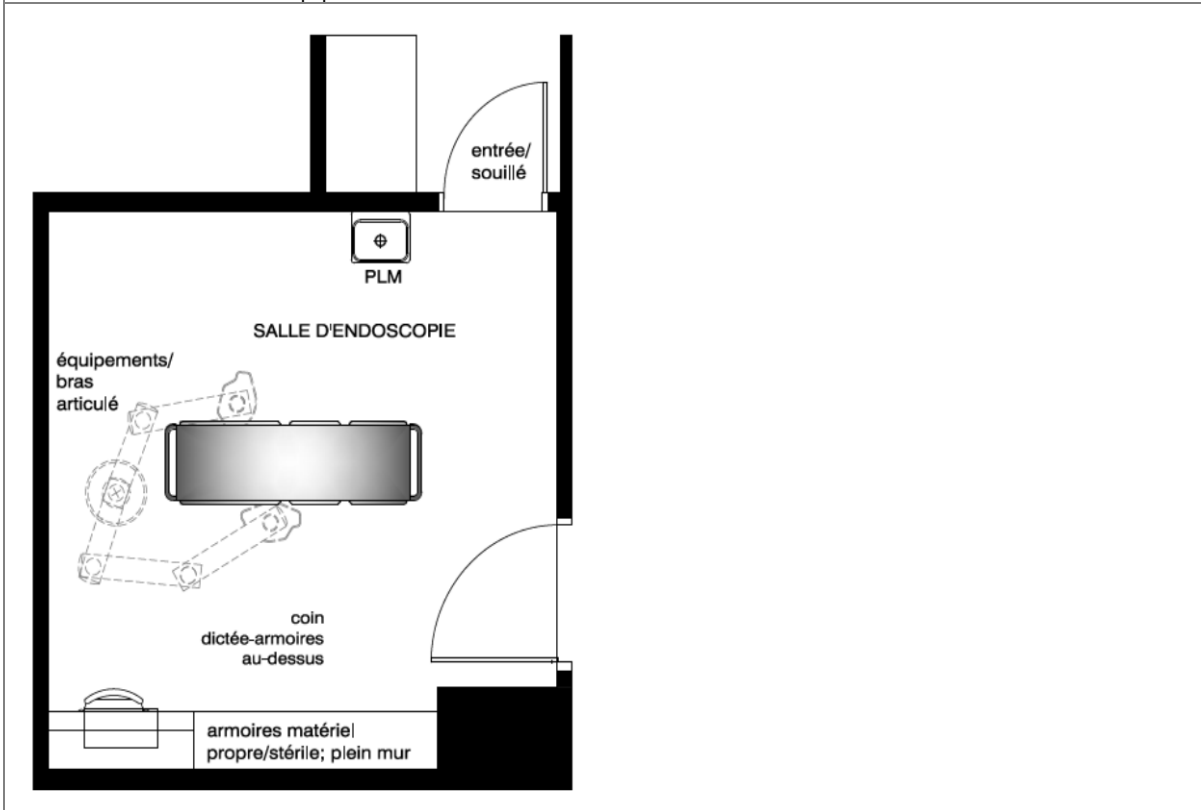 entrée/
souillé
PLM
SALLE D'ENDOSCOPIE
équipements/
bras
articulé
coin
dictée-armoires
au-dessus
armoires matériel
propre/stérile; plein mur